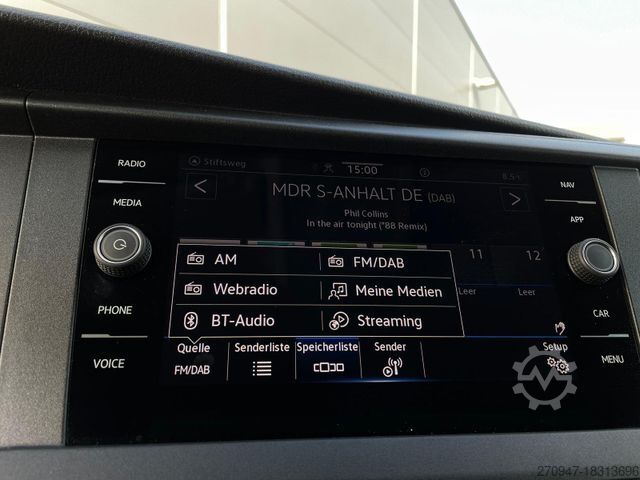 RADIO
MEDIA
PHONE
VOICE
NAV
APP
CAR
MENU
Stiftsweg
15:00
8.5
MDR S-ANHALT DE (DAB)
Phil Collins
In the air tonight ("88 Remix)
11 12
Leer Leer
AM FM/DAB
Webradio Meine Medien
BT-Audio Streaming
Quelle Senderliste Speicherliste Sender Setup
FM/DAB
270947-18313696